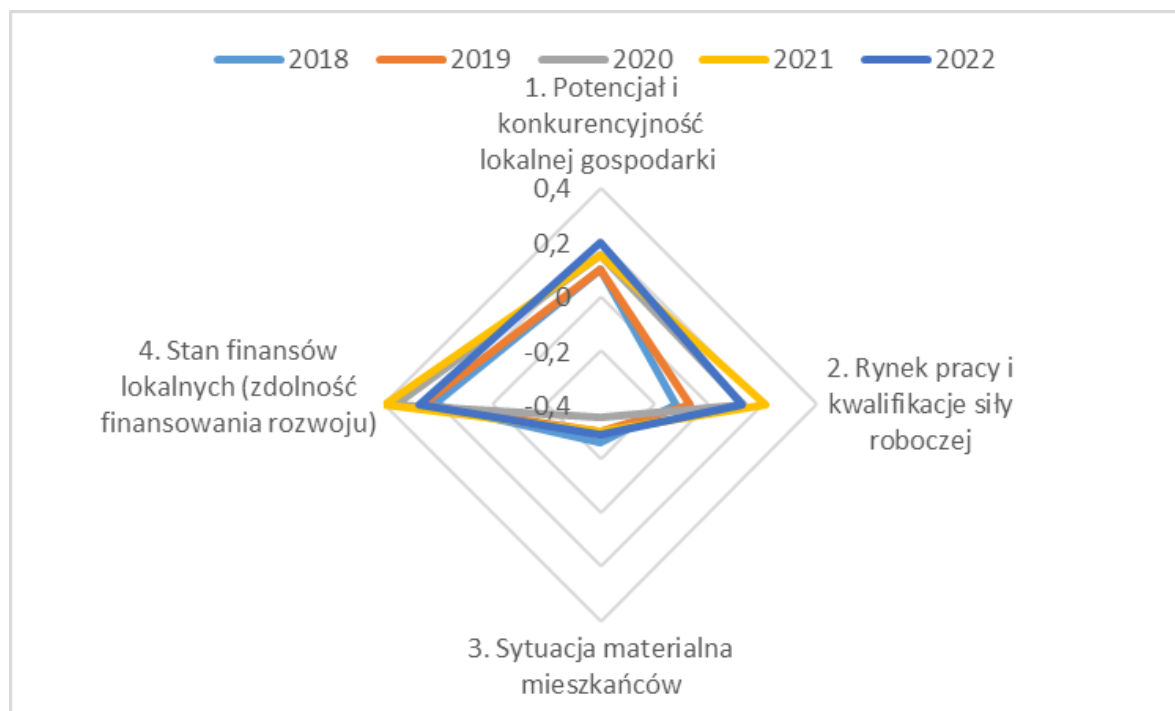 2018 2019 2020 2021 2022
1. Potencjał i
konkurencyjność
lokalnej gospodarki
0,4
0,2
0
-0,2
-0,4
2. Rynek pracy i
kwalifikacje siły
roboczej
3. Sytuacja materialna
mieszkańców
4. Stan finansów
lokalnych (zdolność
finansowania rozwoju)